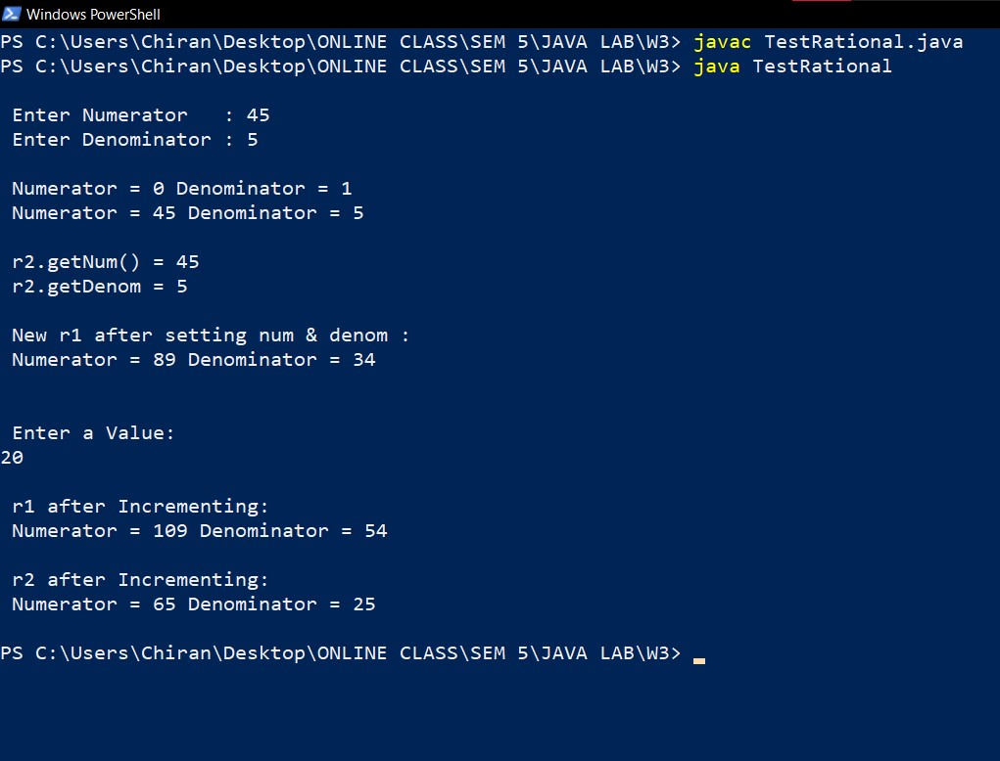 Windows PowerShell
PS C:\Users\Chiran\Desktop\ONLINE CLASS\SEM 5\JAVA LAB\W3> javac TestRational.java
PS C:\Users\Chiran\Desktop\ONLINE CLASS\SEM 5\JAVA LAB\W3> java TestRational
Enter Numerator   : 45
Enter Denominator : 5
Numerator = 0 Denominator = 1
Numerator = 45 Denominator = 5
r2.getNum() = 45
r2.getDenom = 5
New r1 after setting num & denom :
Numerator = 89 Denominator = 34
Enter a Value:
20
r1 after Incrementing:
Numerator = 109 Denominator = 54
r2 after Incrementing:
Numerator = 65 Denominator = 25
PS C:\Users\Chiran\Desktop\ONLINE CLASS\SEM 5\JAVA LAB\W3>